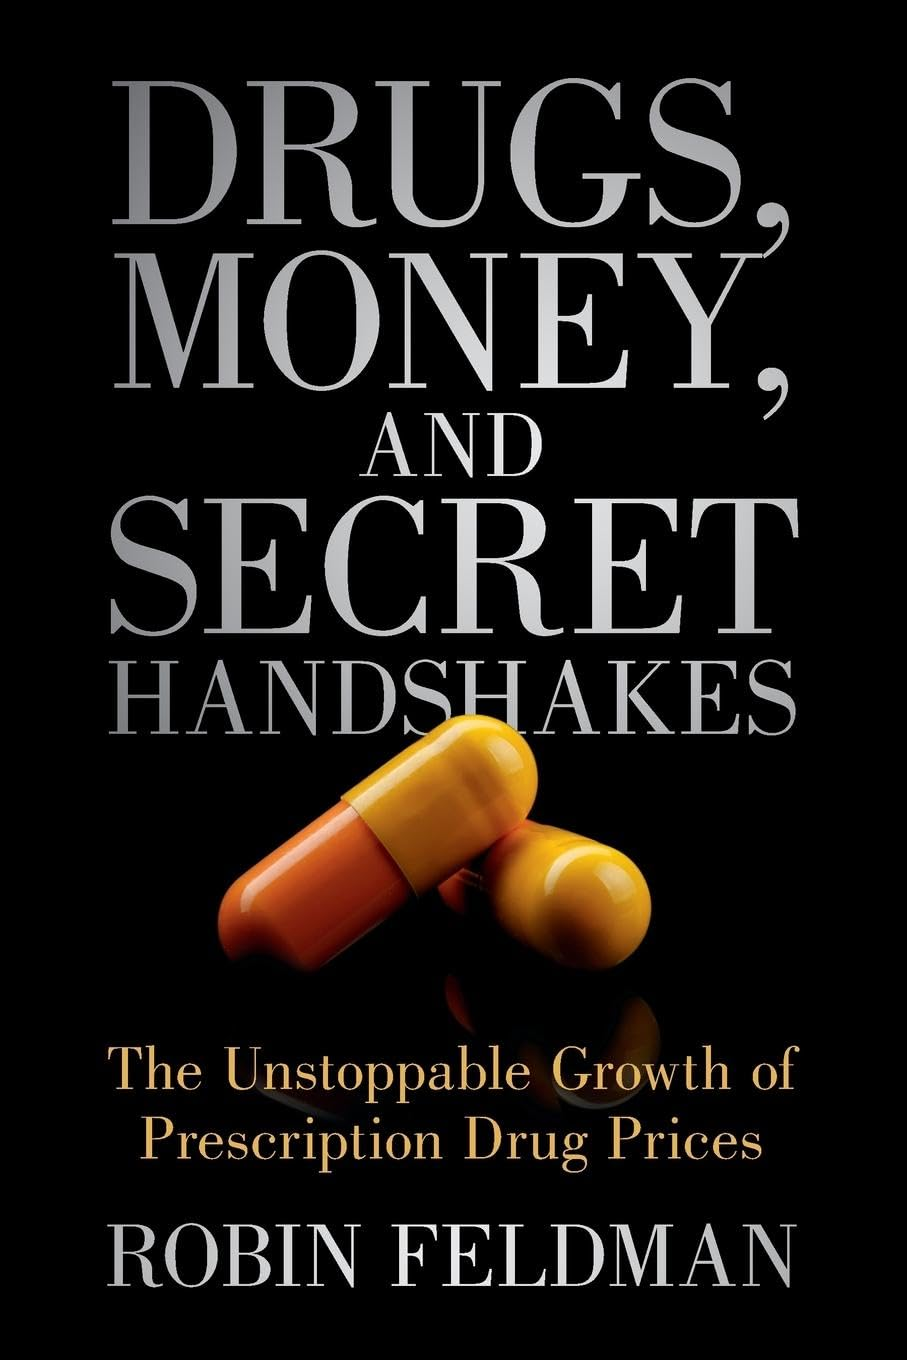 DRUGS,
MONEY,
AND
SECRET
HANDSHAKES
The Unstoppable Growth of
Prescription Drug Prices
ROBIN FELDMAN